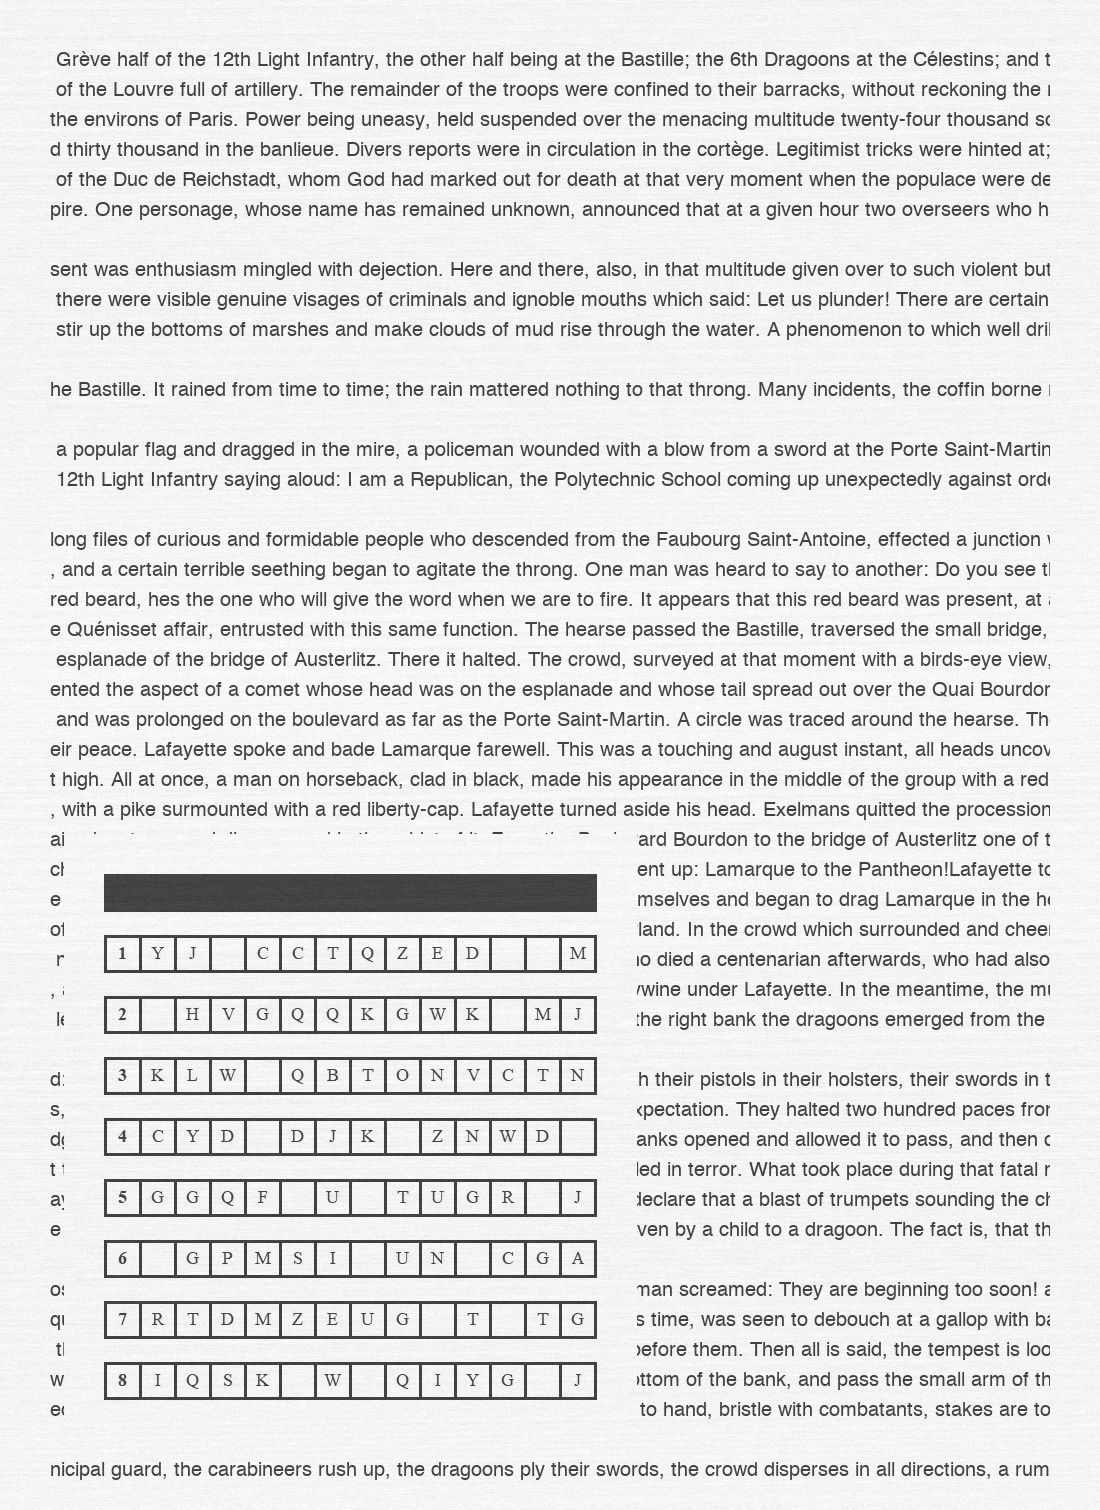 Grève half of the 12th Light Infantry, the other half being at the Bastille; the 6th Dragoons at the Célestins; and
of the Louvre full of artillery. The remainder of the troops were confined to their barracks, without reckoning the
the environs of Paris. Power being uneasy, held suspended over the menacing multitude twenty-four thousand
d thirty thousand in the banlieue. Divers reports were in circulation in the cortège. Legitimist tricks were hinted at;
of the Duc de Reichstadt, whom God had marked out for death at that very moment when the populace were de
pire. One personage, whose name has remained unknown, announced that at a given hour two overseers who h
sent was enthusiasm mingled with dejection. Here and there, also, in that multitude given over to such violent but
there were visible genuine visages of criminals and ignoble mouths which said: Let us plunder! There are certain
stir up the bottoms of marshes and make clouds of mud rise through the water. A phenomenon to which well dril
he Bastille. It rained from time to time; the rain mattered nothing to that throng. Many incidents, the coffin borne
a popular flag and dragged in the mire, a policeman wounded with a blow from a sword at the Porte Saint-Martin
12th Light Infantry saying aloud: I am a Republican, the Polytechnic School coming up unexpectedly against orde
long files of curious and formidable people who descended from the Faubourg Saint-Antoine, effected a junction
, and a certain terrible seething began to agitate the throng. One man was heard to say to another: Do you see
red beard, hes the one who will give the word when we are to fire. It appears that this red beard was present, at
e Quénisset affair, entrusted with this same function. The hearse passed the Bastille, traversed the small bridge,
esplanade of the bridge of Austerlitz. There it halted. The crowd, surveyed at that moment with a birds-eye view,
ented the aspect of a comet whose head was on the esplanade and whose tail spread out over the Quai Bourdon
and was prolonged on the boulevard as far as the Porte Saint-Martin. A circle was traced around the hearse. Th
eir peace. Lafayette spoke and bade Lamarque farewell. This was a touching and august instant, all heads uncov
t high. All at once, a man on horseback, clad in black, made his appearance in the middle of the group with a red
, with a pike surmounted with a red liberty-cap. Lafayette turned aside his head. Exelmans quitted the procession
ai ard Bourdon to the bridge of Austerlitz one of t
ch ent up: Lamarque to the Pantheon!Lafayette to
e mselves and began to drag Lamarque in the he
of land. In the crowd which surrounded and cheer
o died a centenarian afterwards, who had also
, wine under Lafayette. In the meantime, the mu
le the right bank the dragoons emerged from the
d h their pistols in their holsters, their swords in t
s, xpectation. They halted two hundred paces from
dg anks opened and allowed it to pass, and then
t led in terror. What took place during that fatal
ay declare that a blast of trumpets sounding the ch
e ven by a child to a dragoon. The fact is, that th
os man screamed: They are beginning too soon!
qu s time, was seen to debouch at a gallop with ba
before them. Then all is said, the tempest is loo
w ttom of the bank, and pass the small arm of th
ed to hand, bristle with combatants, stakes are to
nicipal guard, the carabineers rush up, the dragoons ply their swords, the crowd disperses in all directions, a rum
1 Y J C C T Q Z E D M
2 H V G Q Q K G W K M J
3 K L W Q B T O N V C T N
4 C Y D D J K Z N W D
5 G G Q F U T U G R J
6 G P M S I U N C G A
7 R T D M Z E U G T T G
8 I Q S K W Q I Y G J